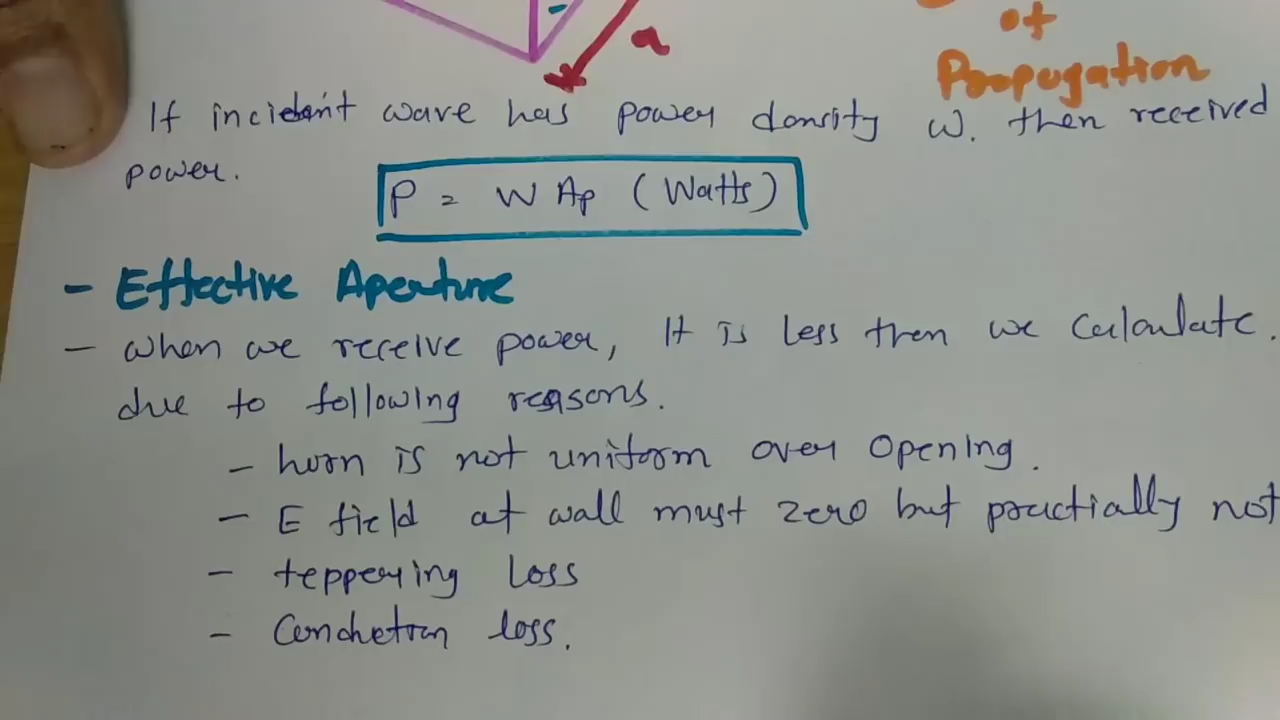 a
of
Propugation
If incident wave has power density W. then received
power.
P = W Ap (Watts)
- Effective Aperture
- When we receive power, It is less then we calculate.
due to following reasons.
- horn is not uniform over opening.
- E field at wall must zero but practially not
- teppering Loss
- Conduction loss.